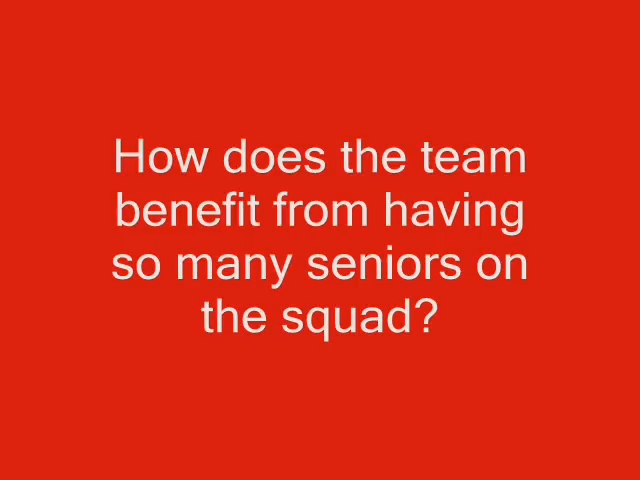 How does the team
benefit from having
so many seniors on
the squad?